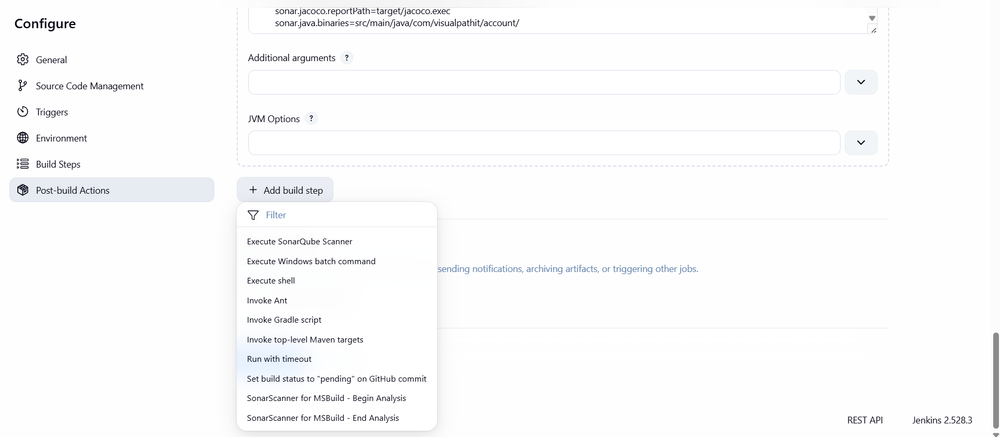 Configure
General
Source Code Management
Triggers
Environment
Build Steps
Post-build Actions
sonar.jacoco.reportPath=target/jacoco.exec
sonar.java.binaries=src/main/java/com/visualpathit/account/
Additional arguments ?
JVM Options ?
+ Add build step
Filter
Execute SonarQube Scanner
Execute Windows batch command
sending notifications, archiving artifacts, or triggering other jobs.
Execute shell
Invoke Ant
Invoke Gradle script
Invoke top-level Maven targets
Run with timeout
Set build status to "pending" on GitHub commit
SonarScanner for MSBuild - Begin Analysis
SonarScanner for MSBuild - End Analysis
REST API
Jenkins 2.528.3